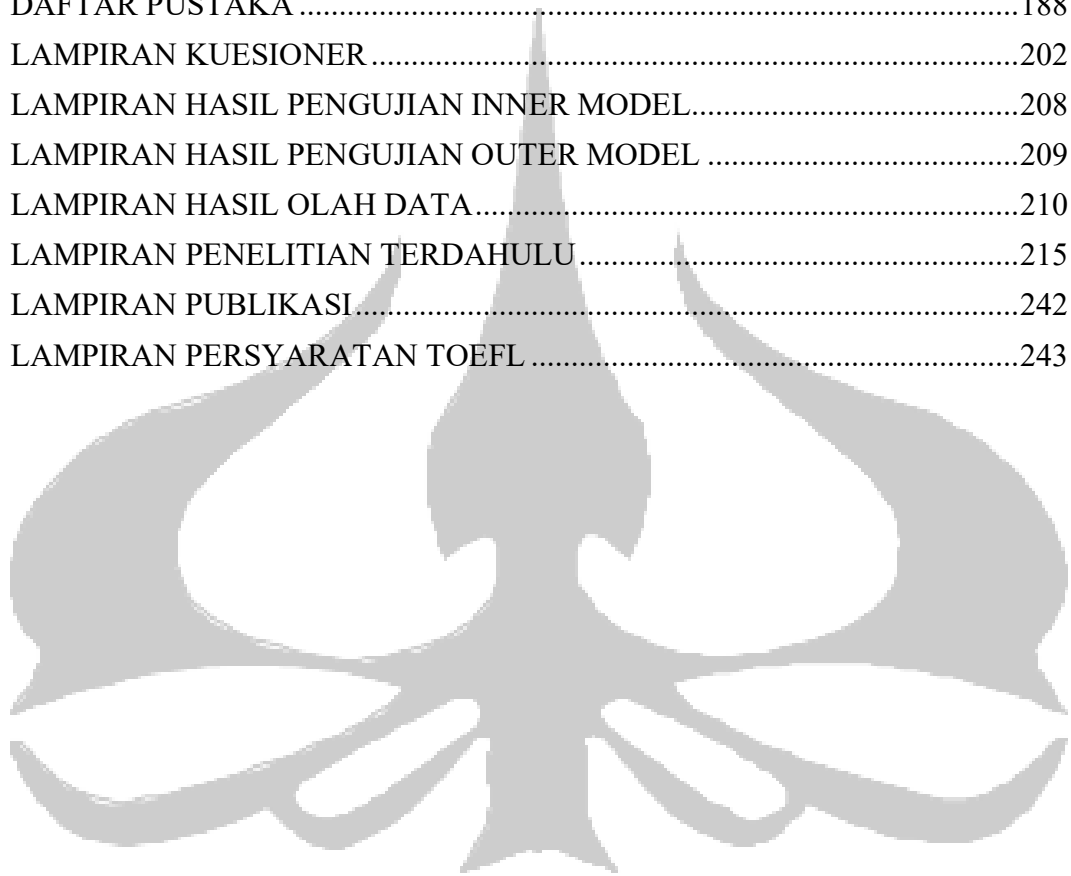 DAFTAR PUSTAKA ........................................................................188
LAMPIRAN KUESIONER ........................................................................202
LAMPIRAN HASIL PENGUJIAN INNER MODEL ........................................................................208
LAMPIRAN HASIL PENGUJIAN OUTER MODEL ........................................................................209
LAMPIRAN HASIL OLAH DATA ........................................................................210
LAMPIRAN PENELITIAN TERDAHULU ........................................................................215
LAMPIRAN PUBLIKASI ........................................................................242
LAMPIRAN PERSYARATAN TOEFL ........................................................................243